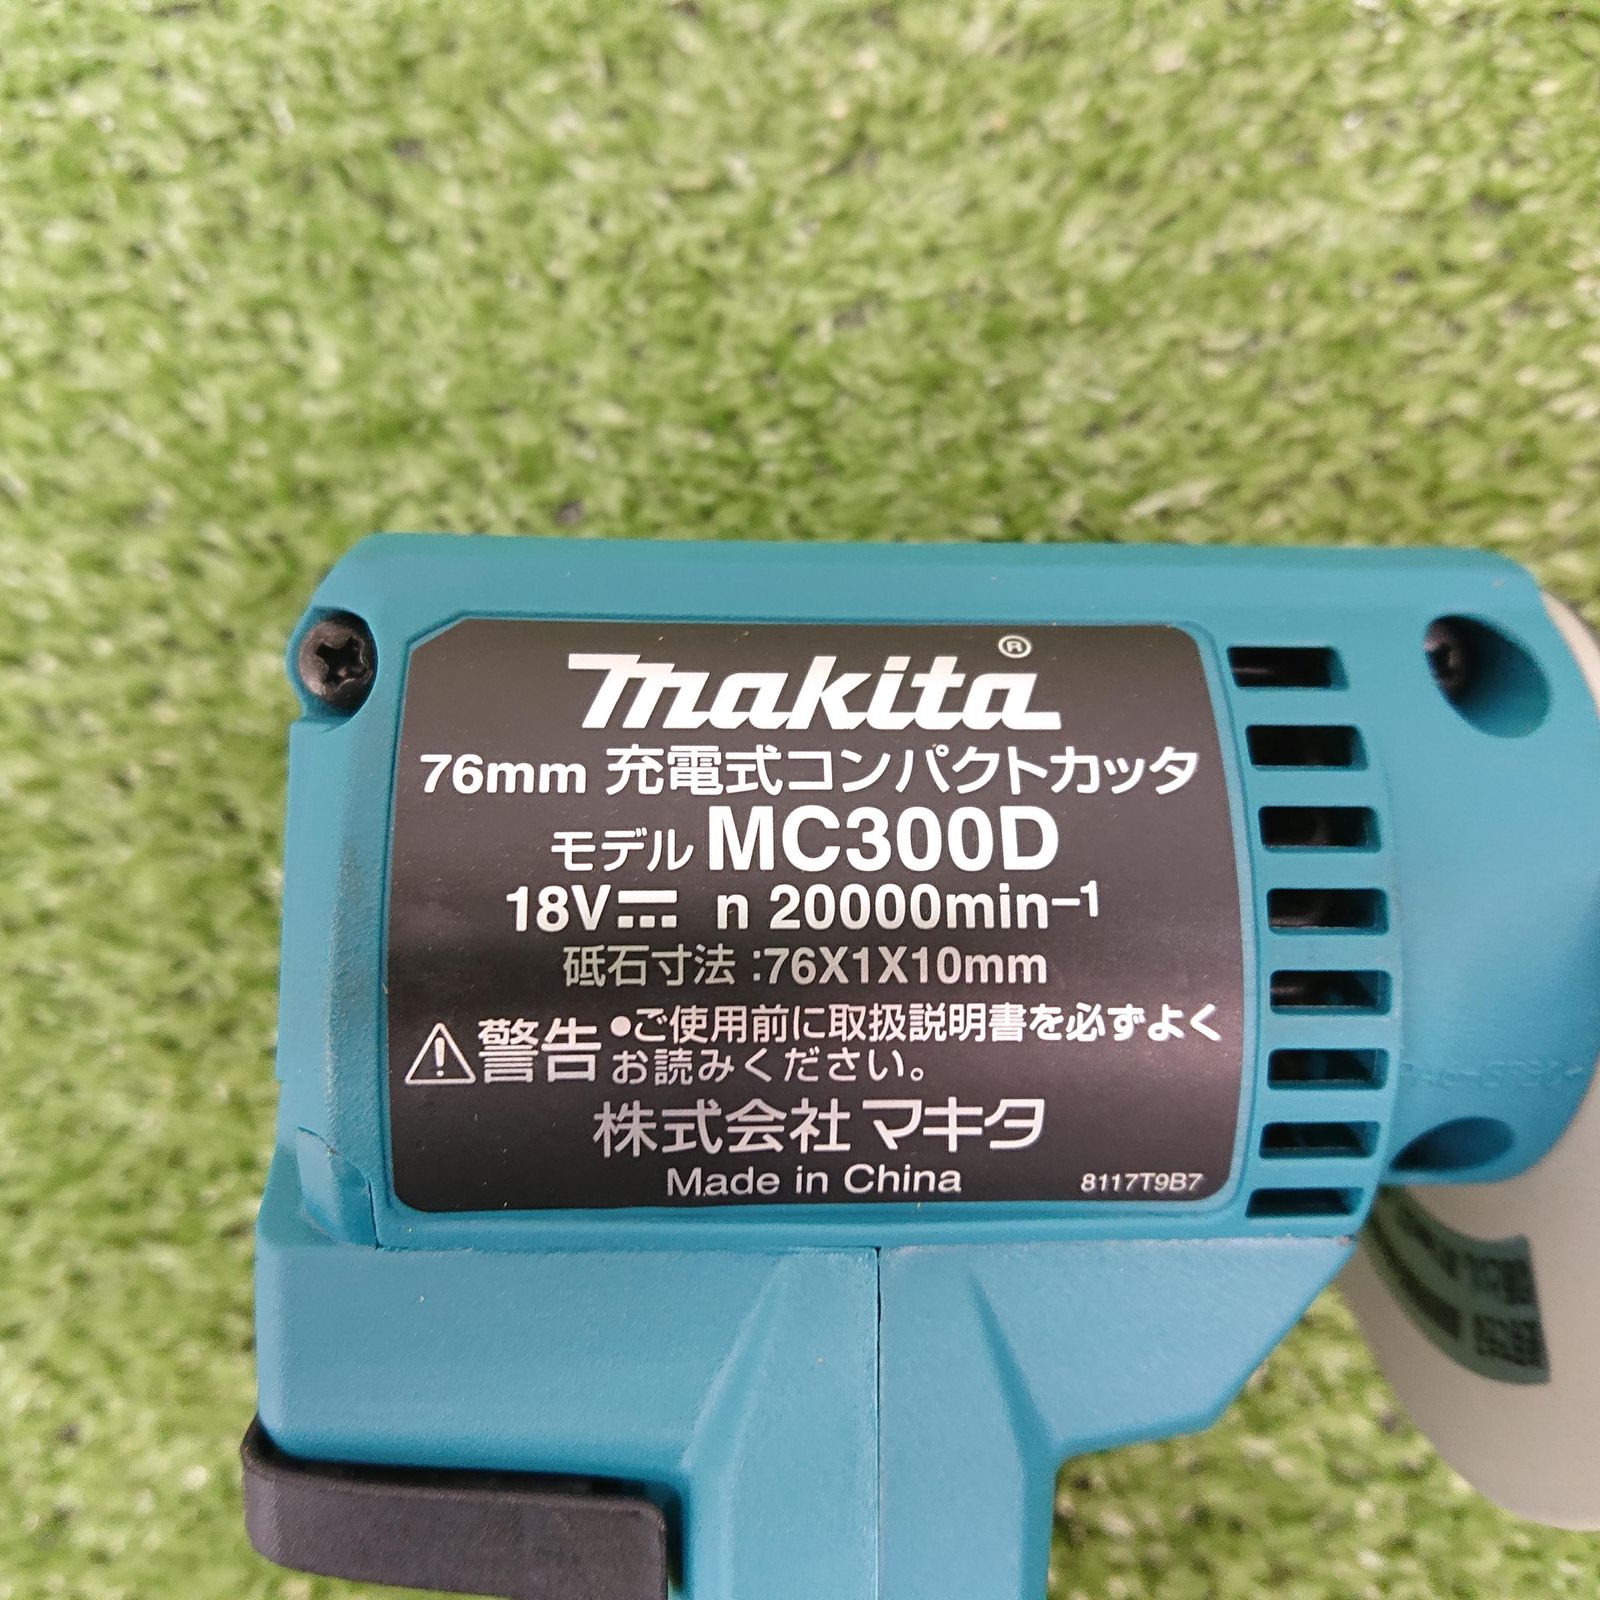 makita®
76mm 充電式コンパクトカッタ
モデル MC300D
18V⎓ n 20000min⁻¹
砥石寸法:76X1X10mm
⚠警告 •ご使用前に取扱説明書を必ずよく
お読みください。
株式会社マキタ
Made in China 8117T9B7